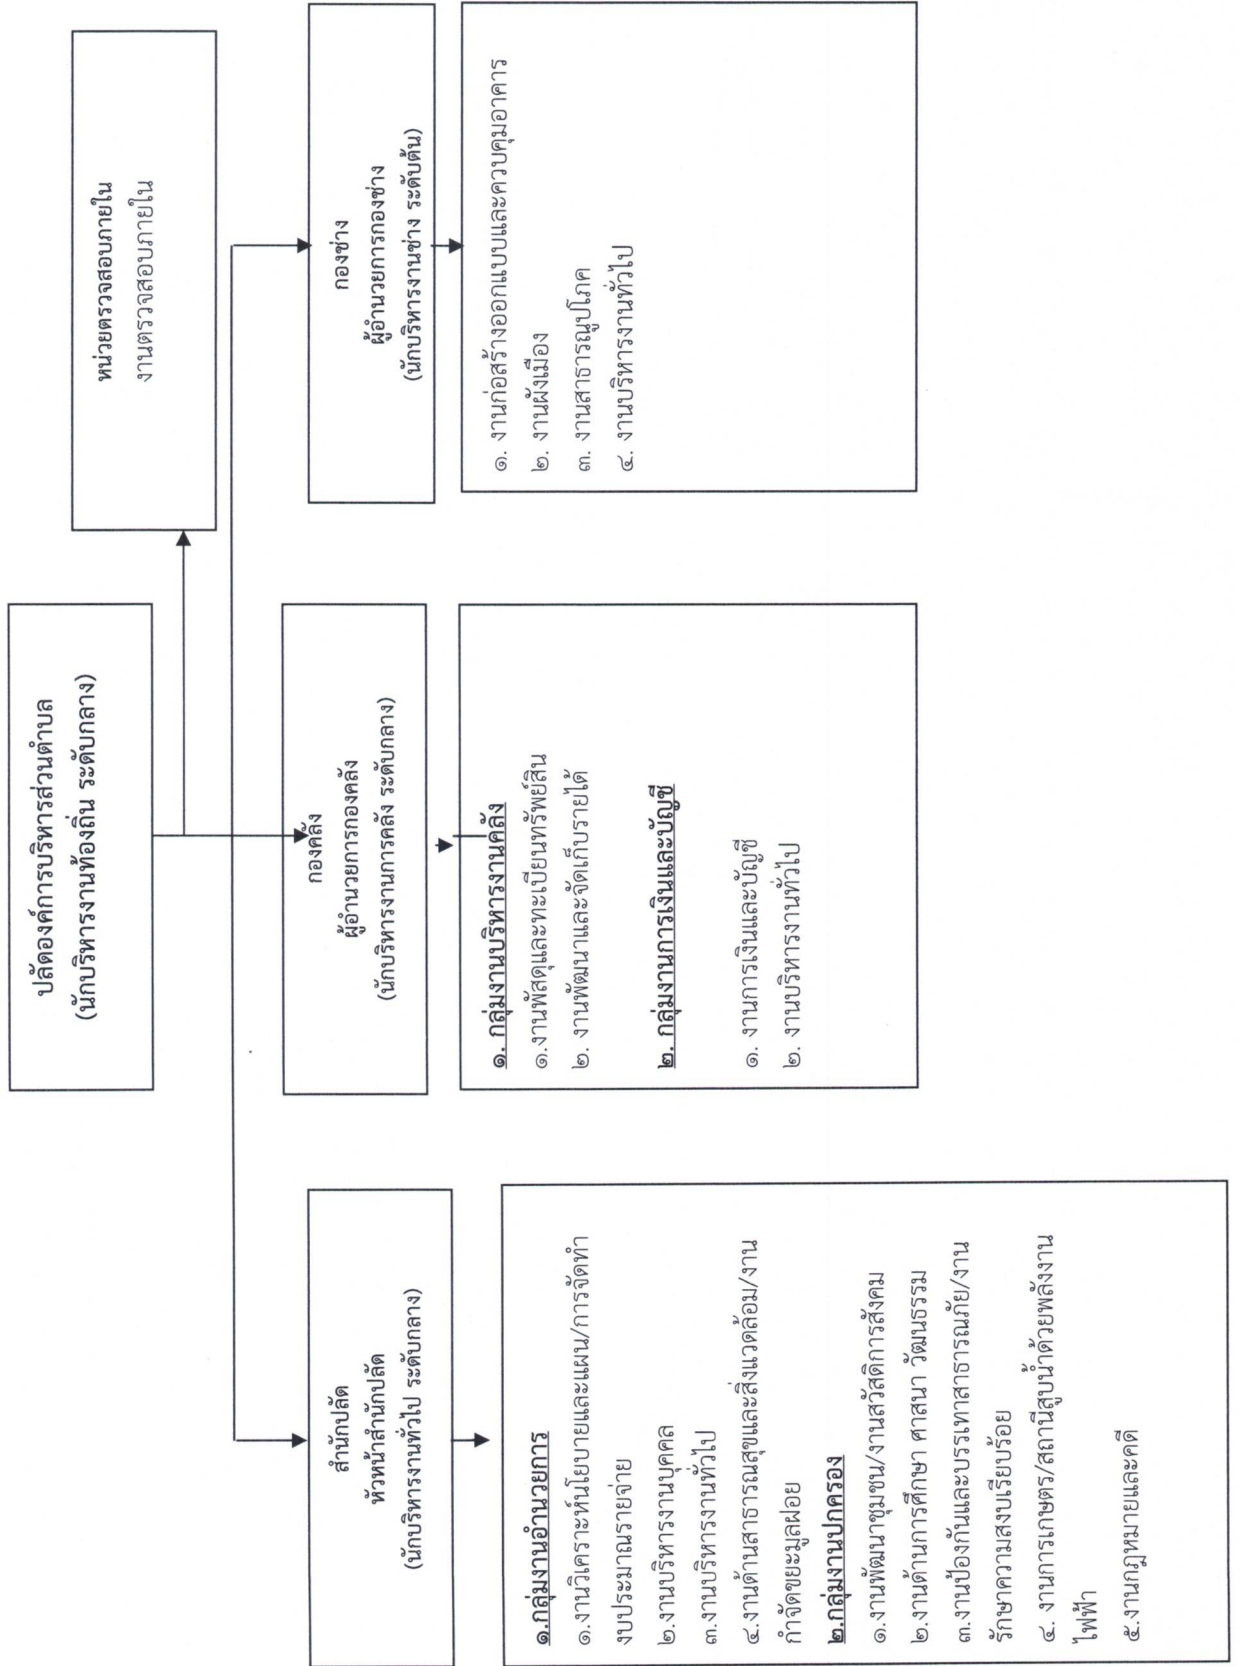 ปลัดองค์การบริหารส่วนตำบล
(นักบริหารงานท้องถิ่น ระดับกลาง)
หน่วยตรวจสอบภายใน
งานตรวจสอบภายใน
สำนักปลัด
หัวหน้าสำนักปลัด
(นักบริหารงานทั่วไป ระดับกลาง)
กองคลัง
ผู้อำนวยการกองคลัง
(นักบริหารงานการคลัง ระดับกลาง)
กองช่าง
ผู้อำนวยการกองช่าง
(นักบริหารงานช่าง ระดับต้น)
๑.กลุ่มงานอำนวยการ
๑.งานวิเคราะห์นโยบายและแผน/การจัดทำ
งบประมาณรายจ่าย
๒.งานบริหารงานบุคคล
๓.งานบริหารงานทั่วไป
๔.งานด้านสาธารณสุขและสิ่งแวดล้อม/งาน
กำจัดขยะมูลฝอย
๒.กลุ่มงานปกครอง
๑.งานพัฒนาชุมชน/งานสวัสดิการสังคม
๒.งานด้านการศึกษา ศาสนา วัฒนธรรม
๓.งานป้องกันและบรรเทาสาธารณภัย/งาน
รักษาความสงบเรียบร้อย
๔. งานการเกษตร/สถานีสูบน้ำด้วยพลังงาน
ไฟฟ้า
๕.งานกฎหมายและคดี
๑. กลุ่มงานบริหารงานคลัง
๑.งานพัสดุและทะเบียนทรัพย์สิน
๒. งานพัฒนาและจัดเก็บรายได้
๒. กลุ่มงานการเงินและบัญชี
๑. งานการเงินและบัญชี
๒. งานบริหารงานทั่วไป
๑. งานก่อสร้างออกแบบและควบคุมอาคาร
๒. งานผังเมือง
๓. งานสาธารณูปโภค
๔. งานบริหารงานทั่วไป